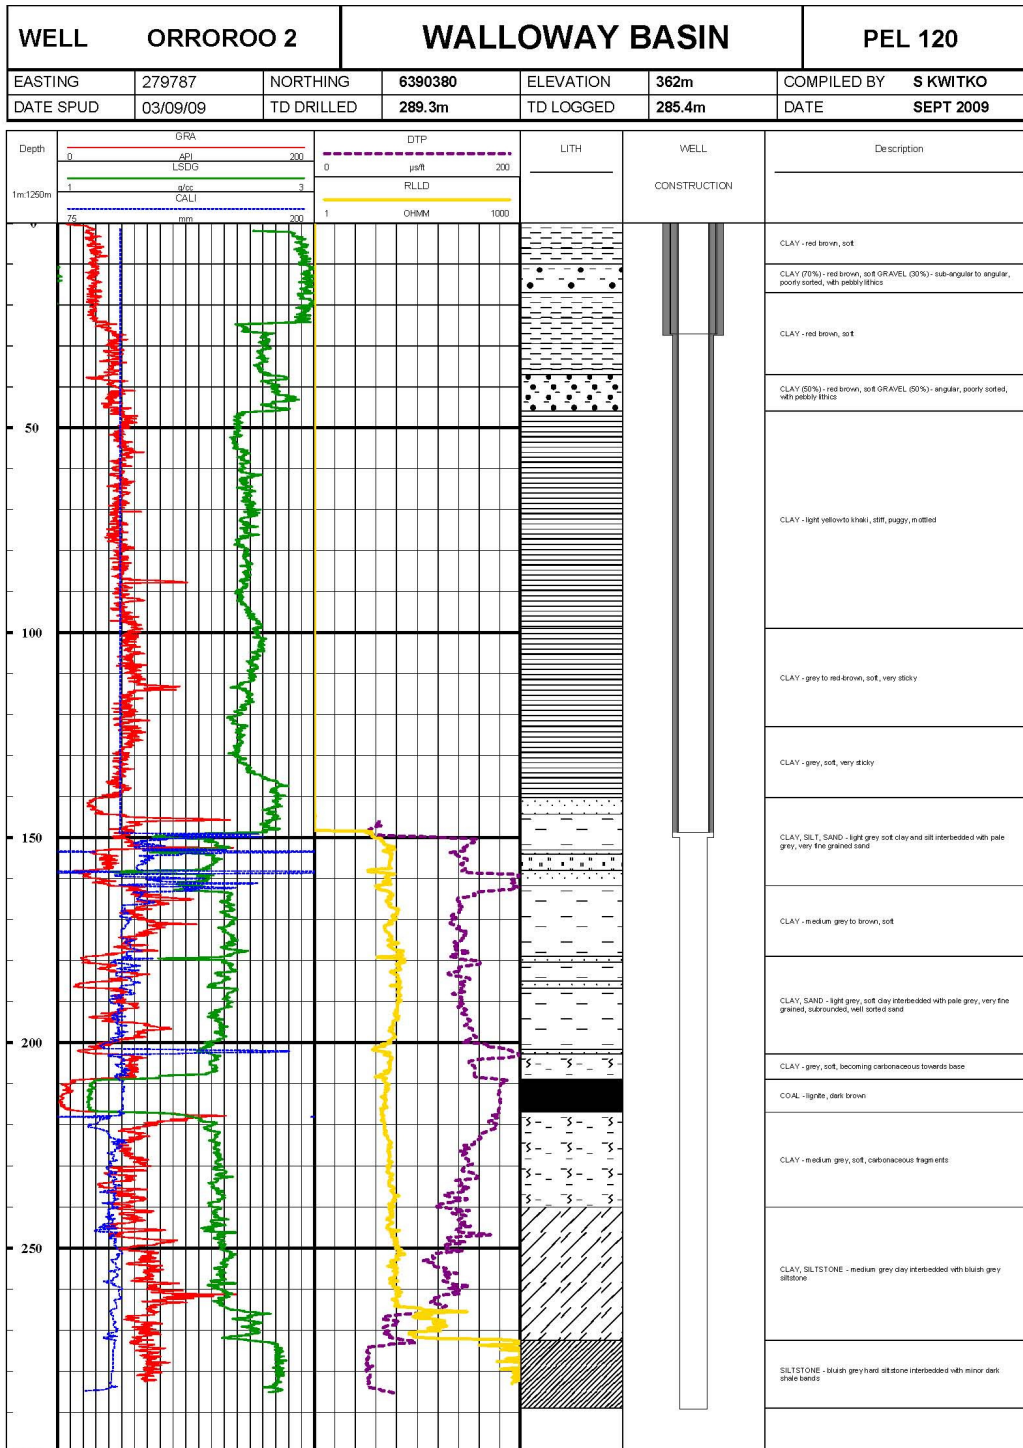 WELL ORROROO 2 WALLOWAY BASIN PEL 120
EASTING 279787 NORTHING 6390380 ELEVATION 362m COMPILED BY S KWITKO
DATE SPUD 03/09/09 TD DRILLED 289.3m TD LOGGED 285.4m DATE SEPT 2009
Depth
1m:1250m
GRA
0 API 200
LSDG
1 g/cc 3
CALI
75 mm 200
DTP
0 µs/ft 200
RLLD
1 OHMM 1000
LITH
WELL
CONSTRUCTION
Description
0
50
100
150
200
250
CLAY - red brown, soft
CLAY (70%) - red brown, soft GRAVEL (30%) - sub-angular to angular,
poorly sorted, with pebbly lithics
CLAY - red brown, soft
CLAY (50%) - red brown, soft GRAVEL (50%) - angular, poorly sorted,
with pebbly lithics
CLAY - light yellow to khaki, stiff, puggy, mottled
CLAY - grey to red-brown, soft, very sticky
CLAY - grey, soft, very sticky
CLAY, SILT, SAND - light grey soft clay and silt interbedded with pale
grey, very fine grained sand
CLAY - medium grey to brown, soft
CLAY, SAND - light grey, soft clay interbedded with pale grey, very fine
grained, subrounded, well sorted sand
CLAY - grey, soft, becoming carbonaceous towards base
COAL - lignite, dark brown
CLAY - medium grey, soft, carbonaceous fragments
CLAY, SILTSTONE - medium grey clay interbedded with bluish grey
siltstone
SILTSTONE - bluish grey hard siltstone interbedded with minor dark
shale bands